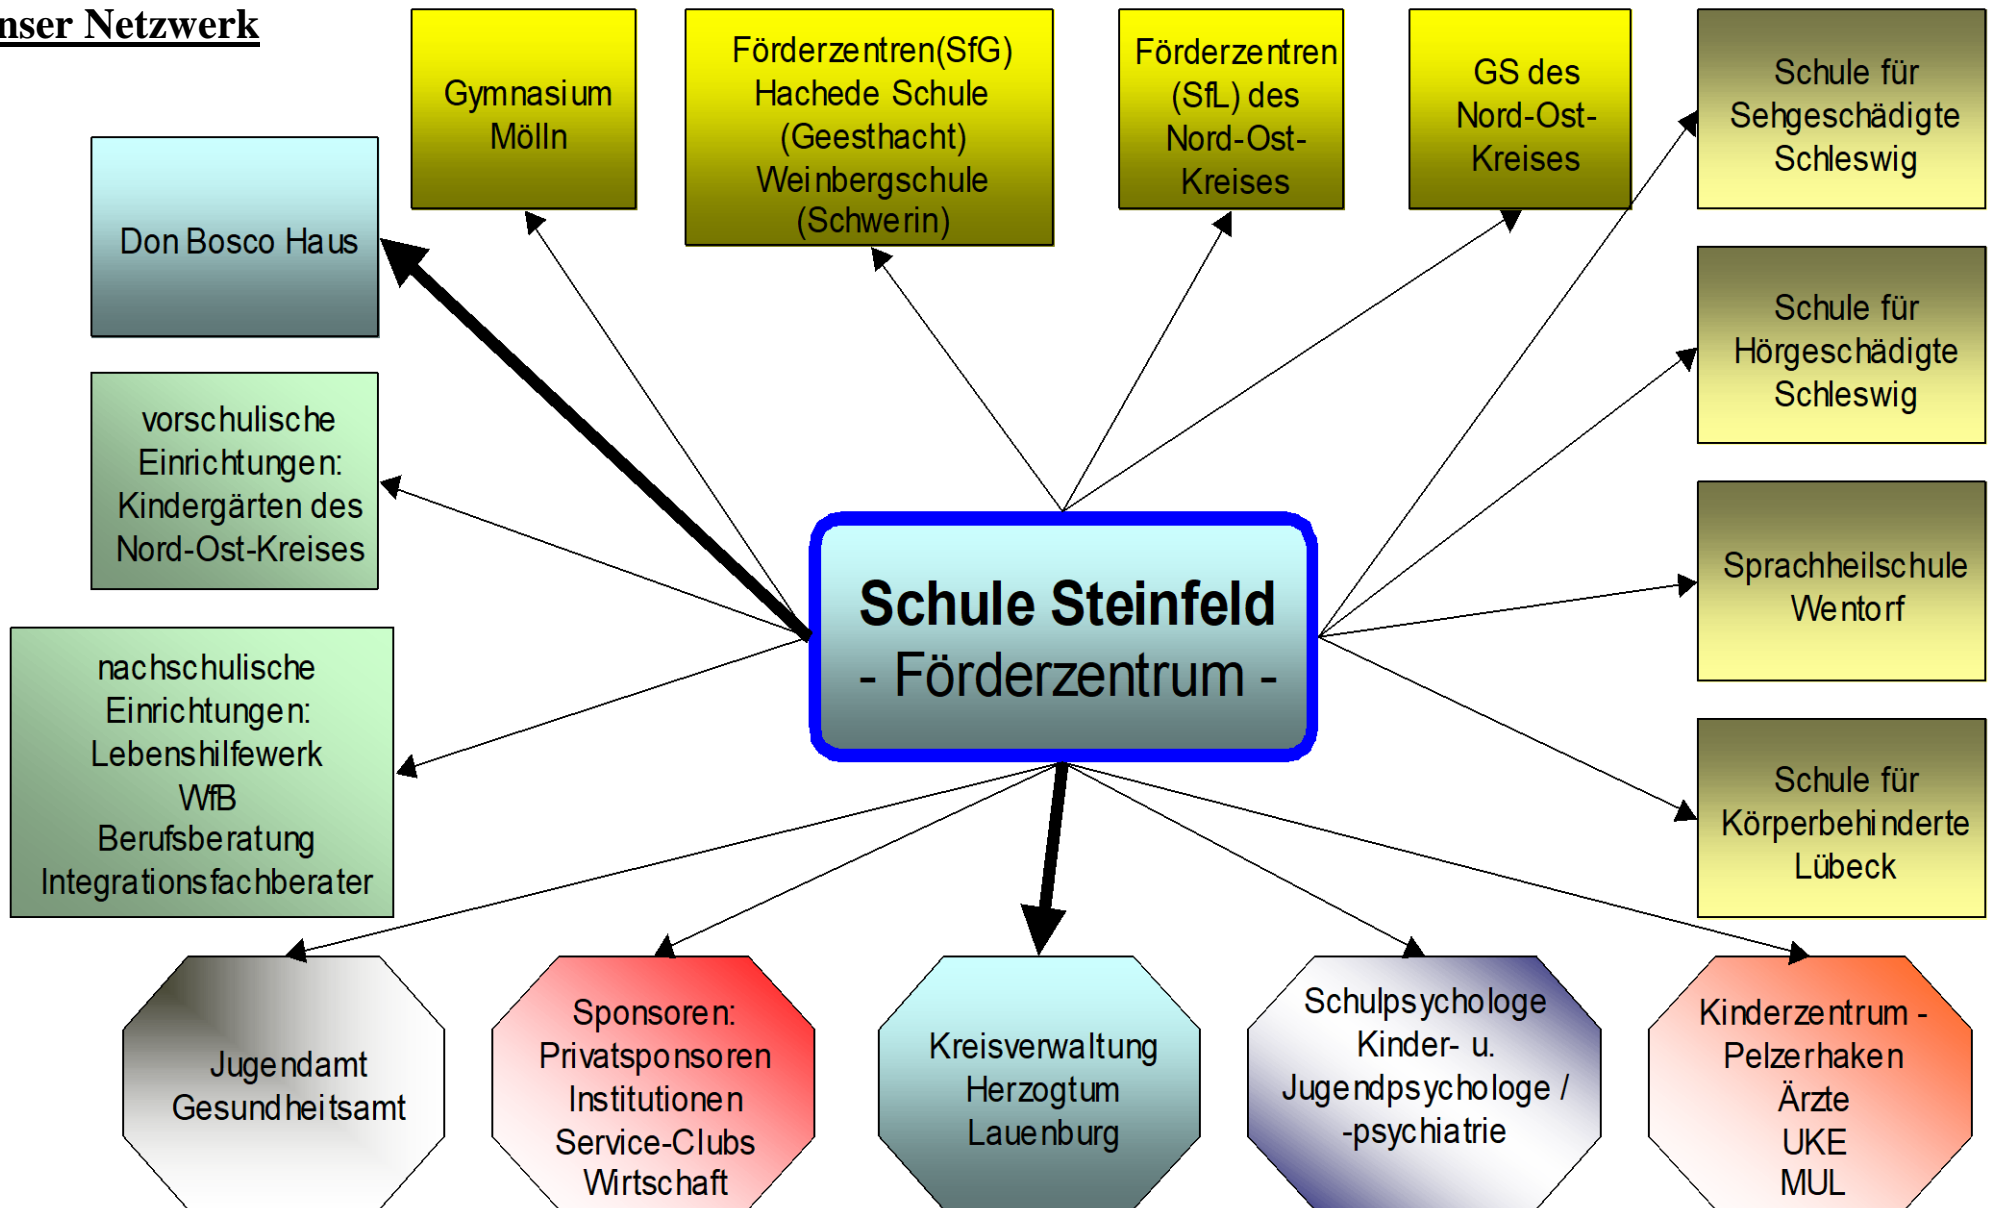 nser Netzwerk
Gymnasium
Mölln
Förderzentren(SfG)
Hachede Schule
(Geesthacht)
Weinbergschule
(Schwerin)
Förderzentren
(SfL) des
Nord-Ost-
Kreises
GS des
Nord-Ost-
Kreises
Schule für
Sehgeschädigte
Schleswig
Don Bosco Haus
Schule für
Hörgeschädigte
Schleswig
vorschulische
Einrichtungen:
Kindergärten des
Nord-Ost-Kreises
Sprachheilschule
Wentorf
Schule Steinfeld
- Förderzentrum -
nachschulische
Einrichtungen:
Lebenshilfewerk
WfB
Berufsberatung
Integrationsfachberater
Schule für
Körperbehinderte
Lübeck
Jugendamt
Gesundheitsamt
Sponsoren:
Privatsponsoren
Institutionen
Service-Clubs
Wirtschaft
Kreisverwaltung
Herzogtum
Lauenburg
Schulpsychologe
Kinder- u.
Jugendpsychologe /
-psychiatrie
Kinderzentrum -
Pelzerhaken
Ärzte
UKE
MUL